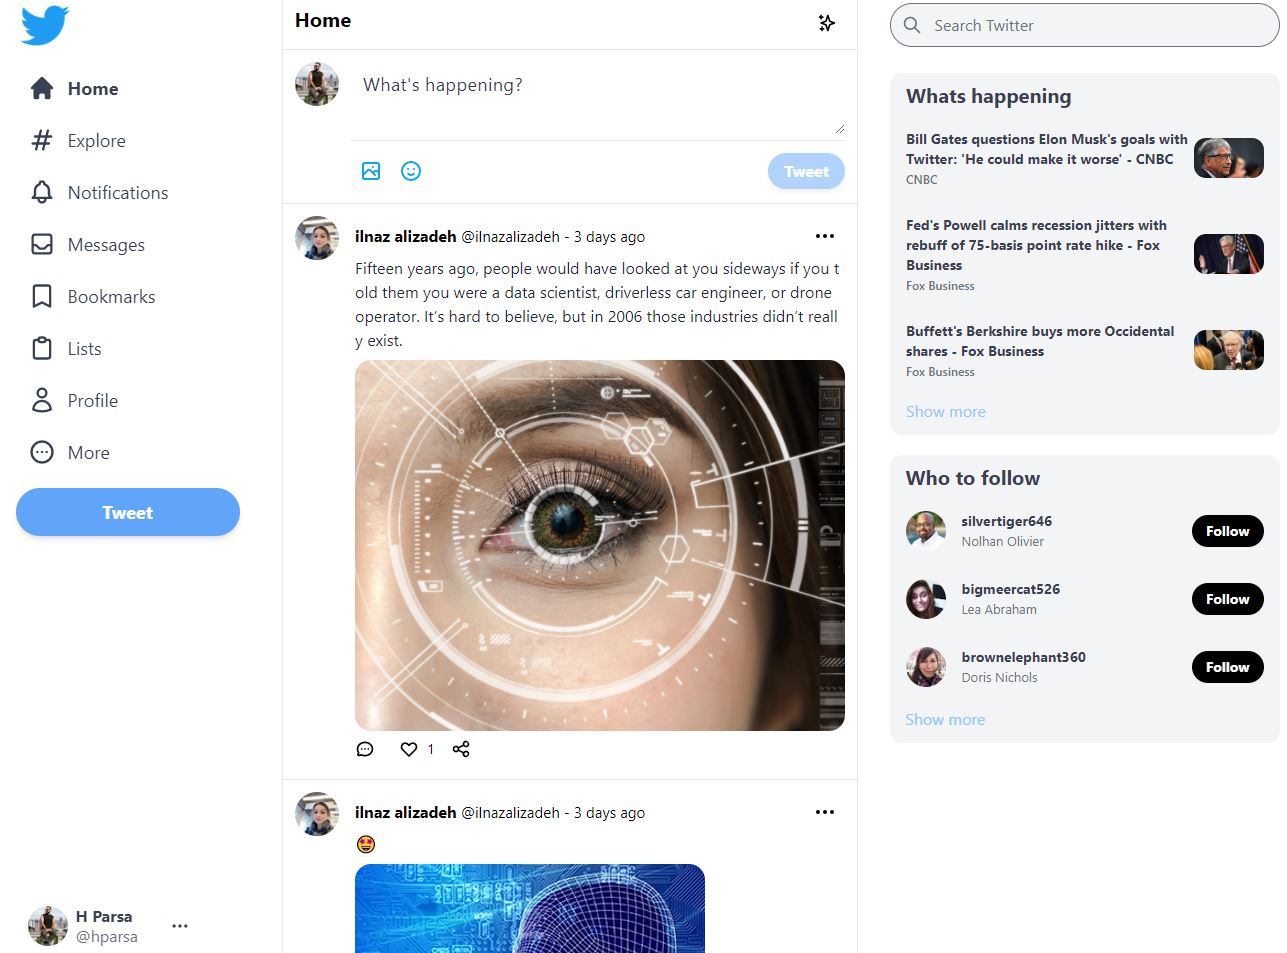 Home
Explore
Notifications
Messages
Bookmarks
Lists
Profile
More
Tweet
H Parsa
@hparsa
Home
What's happening?
Tweet
ilnaz alizadeh @ilnazalizadeh - 3 days ago
Fifteen years ago, people would have looked at you sideways if you t
old them you were a data scientist, driverless car engineer, or drone
operator. It’s hard to believe, but in 2006 those industries didn’t reall
y exist.
1
ilnaz alizadeh @ilnazalizadeh - 3 days ago
Search Twitter
Whats happening
Bill Gates questions Elon Musk's goals with
Twitter: 'He could make it worse' - CNBC
CNBC
Fed's Powell calms recession jitters with
rebuff of 75-basis point rate hike - Fox
Business
Fox Business
Buffett's Berkshire buys more Occidental
shares - Fox Business
Fox Business
Show more
Who to follow
silvertiger646
Nolhan Olivier
Follow
bigmeercat526
Lea Abraham
Follow
brownelephant360
Doris Nichols
Follow
Show more